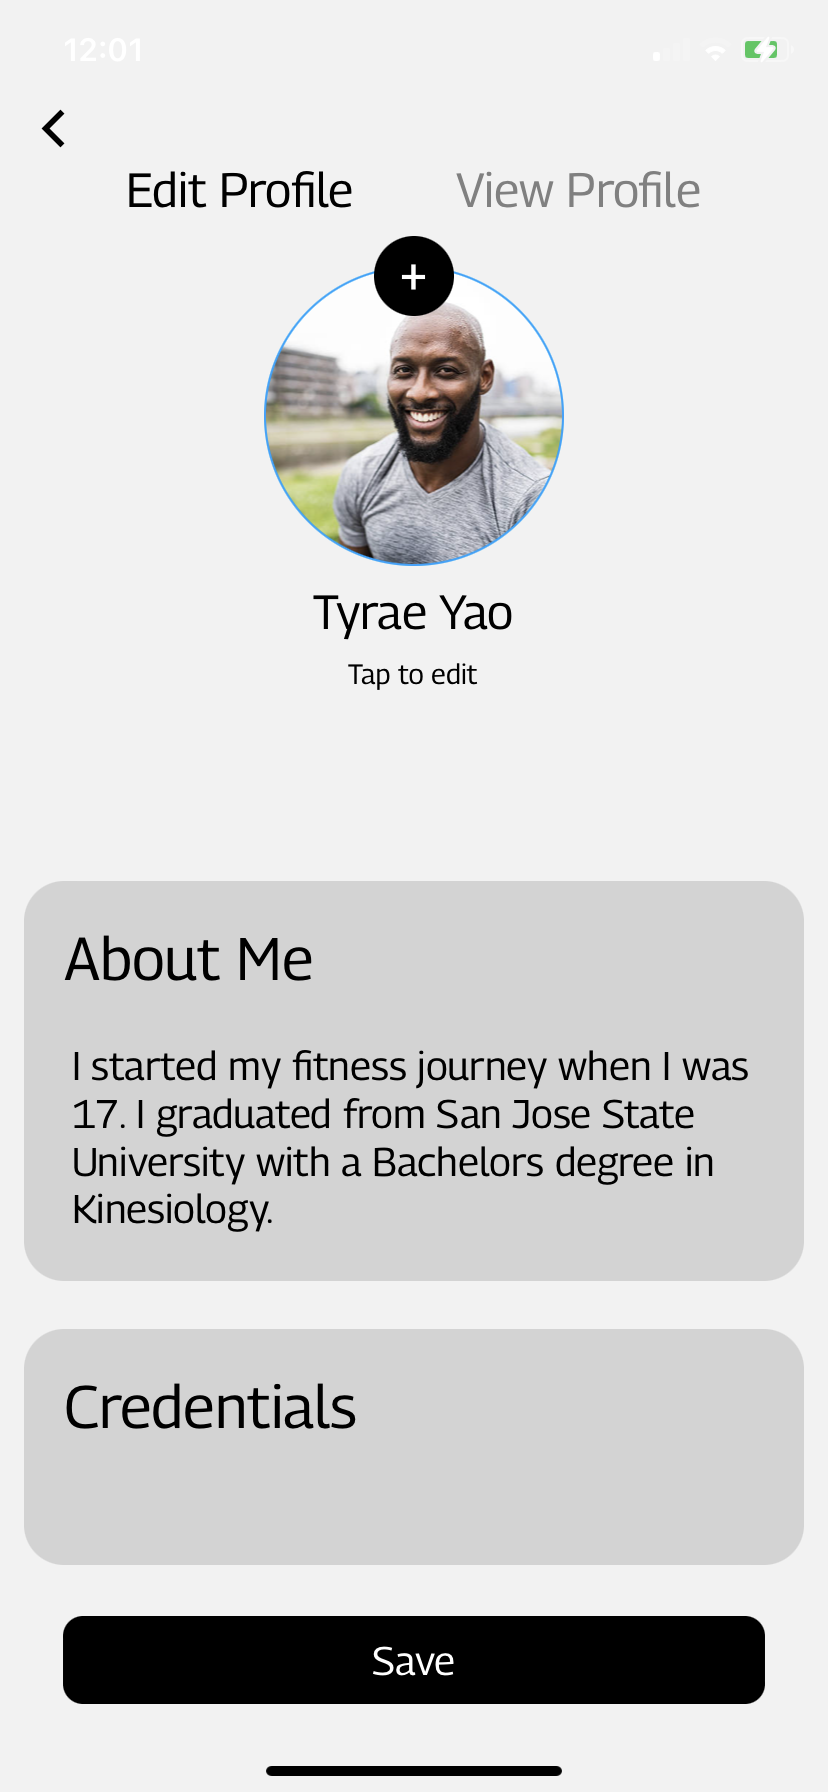 12:01
Edit Profile View Profile
+
Tyrae Yao
Tap to edit
About Me
I started my fitness journey when I was
17. I graduated from San Jose State
University with a Bachelors degree in
Kinesiology.
Credentials
Save